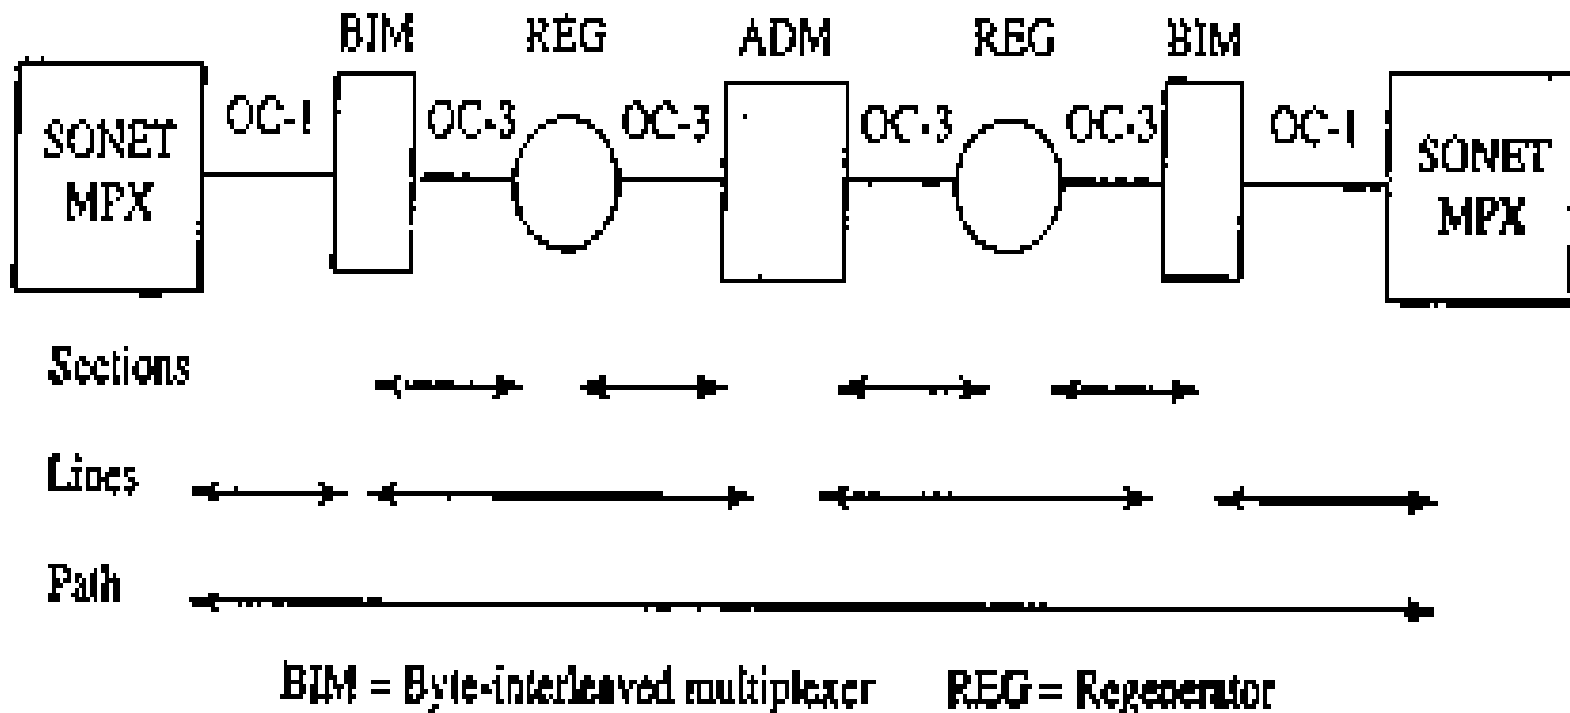 BIM REG ADM REG BIM
OC-1 OC-3 OC-3 OC-3 OC-3 OC-1
SONET
MPX
SONET
MPX
Sections
Lines
Path
BIM = Byte-interleaved multiplexer REG = Regenerator